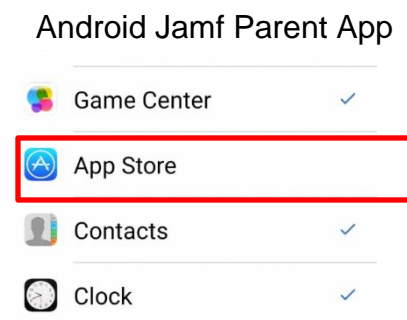 Android Jamf Parent App
Game Center
App Store
Contacts
Clock